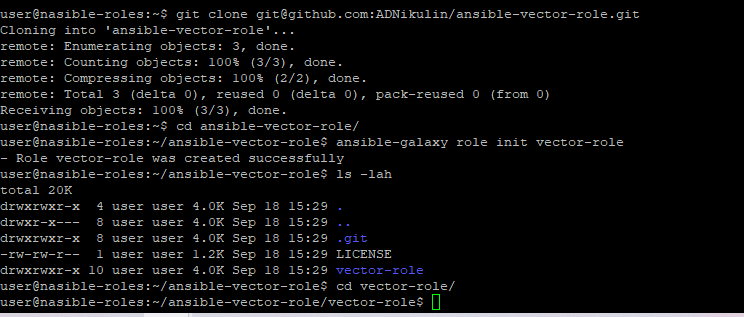 user@nasible-roles:~$ git clone git@github.com:ADNikulin/ansible-vector-role.git
Cloning into 'ansible-vector-role'...
remote: Enumerating objects: 3, done.
remote: Counting objects: 100% (3/3), done.
remote: Compressing objects: 100% (2/2), done.
remote: Total 3 (delta 0), reused 0 (delta 0), pack-reused 0 (from 0)
Receiving objects: 100% (3/3), done.
user@nasible-roles:~$ cd ansible-vector-role/
user@nasible-roles:~/ansible-vector-role$ ansible-galaxy role init vector-role
- Role vector-role was created successfully
user@nasible-roles:~/ansible-vector-role$ ls -lah
total 20K
drwxrwxr-x  4 user user 4.0K Sep 18 15:29 .
drwxr-x---  8 user user 4.0K Sep 18 15:29 ..
drwxrwxr-x  8 user user 4.0K Sep 18 15:29 .git
-rw-rw-r--  1 user user 1.2K Sep 18 15:29 LICENSE
drwxrwxr-x 10 user user 4.0K Sep 18 15:29 vector-role
user@nasible-roles:~/ansible-vector-role$ cd vector-role/
user@nasible-roles:~/ansible-vector-role/vector-role$